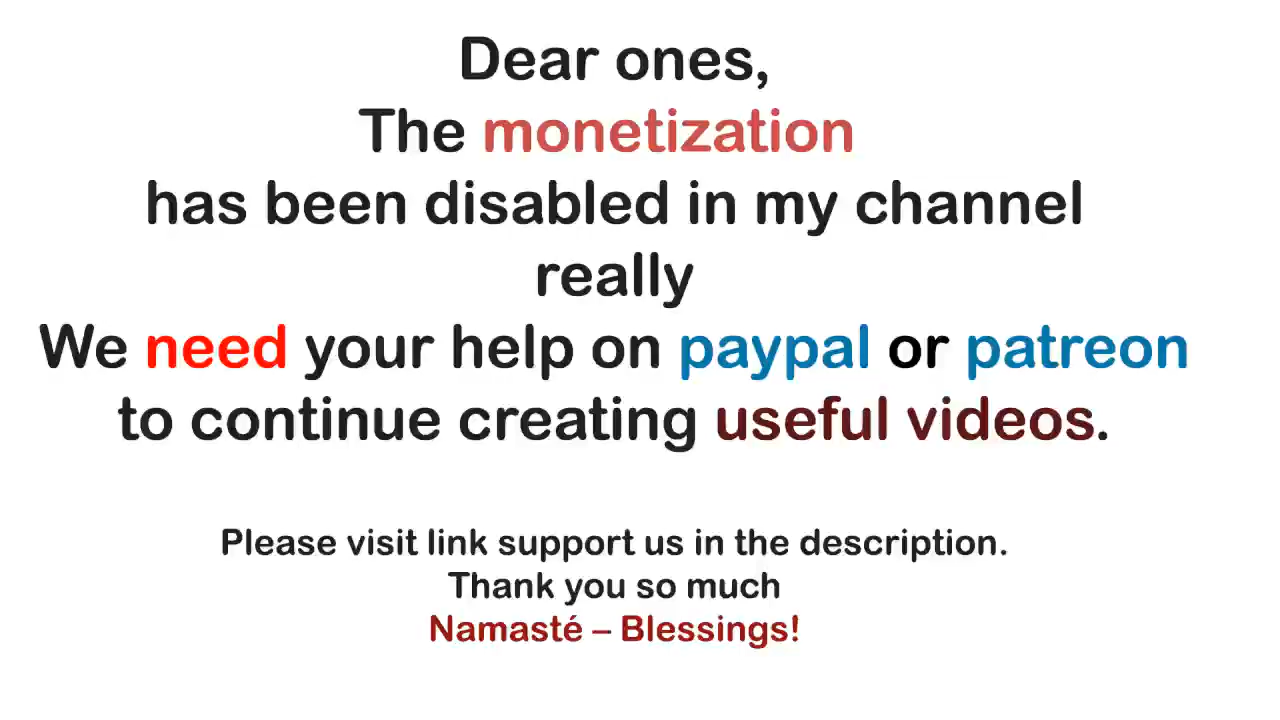 Dear ones,
The monetization
has been disabled in my channel
really
We need your help on paypal or patreon
to continue creating useful videos.
Please visit link support us in the description.
Thank you so much
Namasté – Blessings!